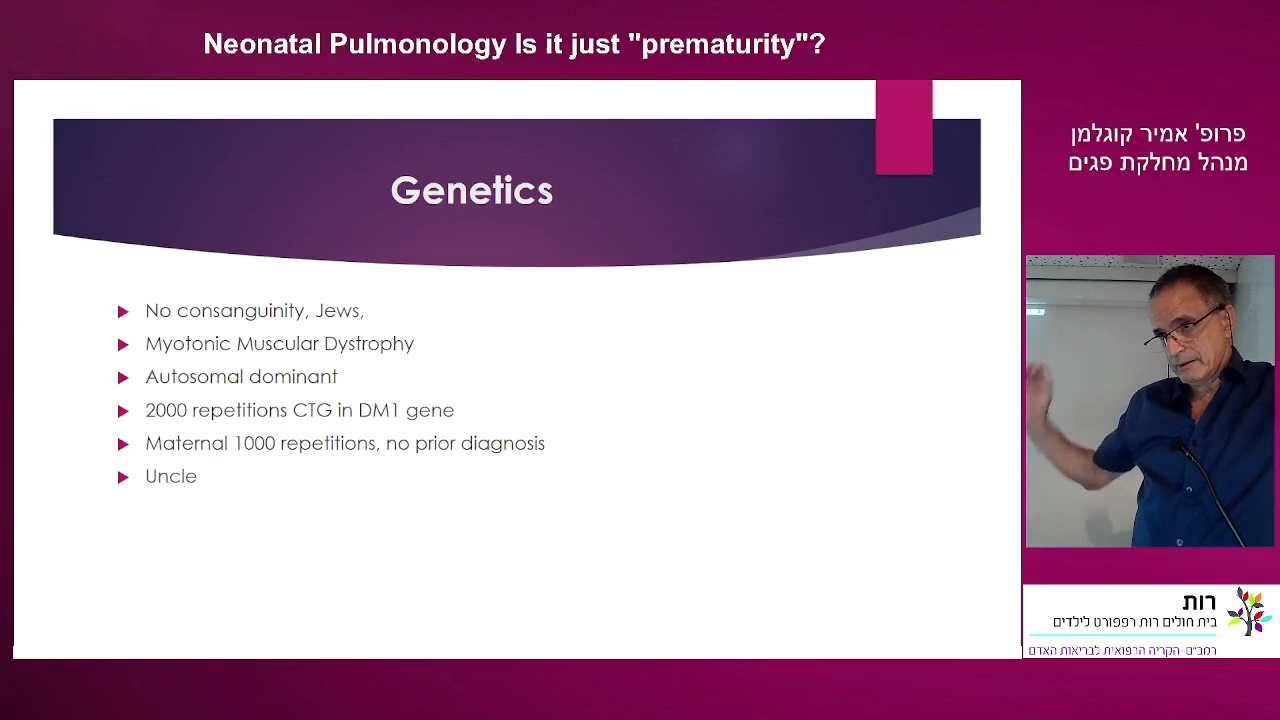 Neonatal Pulmonology Is it just "prematurity"?
Genetics
No consanguinity, Jews,
Myotonic Muscular Dystrophy
Autosomal dominant
2000 repetitions CTG in DM1 gene
Maternal 1000 repetitions, no prior diagnosis
Uncle
פרופ' אמיר קוגלמן
מנהל מחלקת פגים
רות
בית חולים רות רפפורט לילדים
רמב״ם-הקריה הרפואית לבריאות האדם